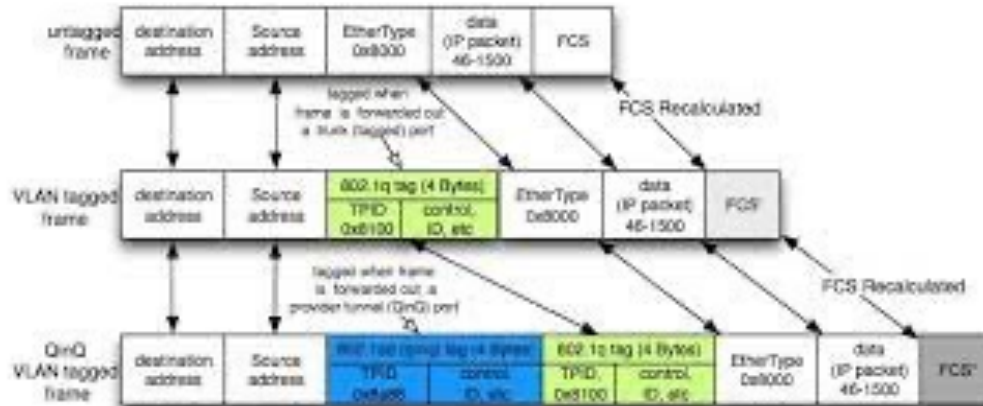 untagged
frame
destination
address
Source
address
EtherType
0x8000
data
(IP packet)
46-1500
FCS
tagged when
frame is forwarded out
a trunk (tagged) port
FCS Recalculated
VLAN tagged
frame
destination
address
Source
address
802.1q tag (4 Bytes)
TPID
0x8100
control,
ID, etc
EtherType
0x8000
data
(IP packet)
46-1500
FCS'
tagged when frame
is forwarded out a
provider tunnel (QinQ) port
FCS Recalculated
QinQ
VLAN tagged
frame
destination
address
Source
address
tag (4 Bytes)
TPID
control,
ID, etc
802.1q tag (4 Bytes)
TPID
0x8100
control,
ID, etc
EtherType
0x8000
data
(IP packet)
46-1500
FCS"